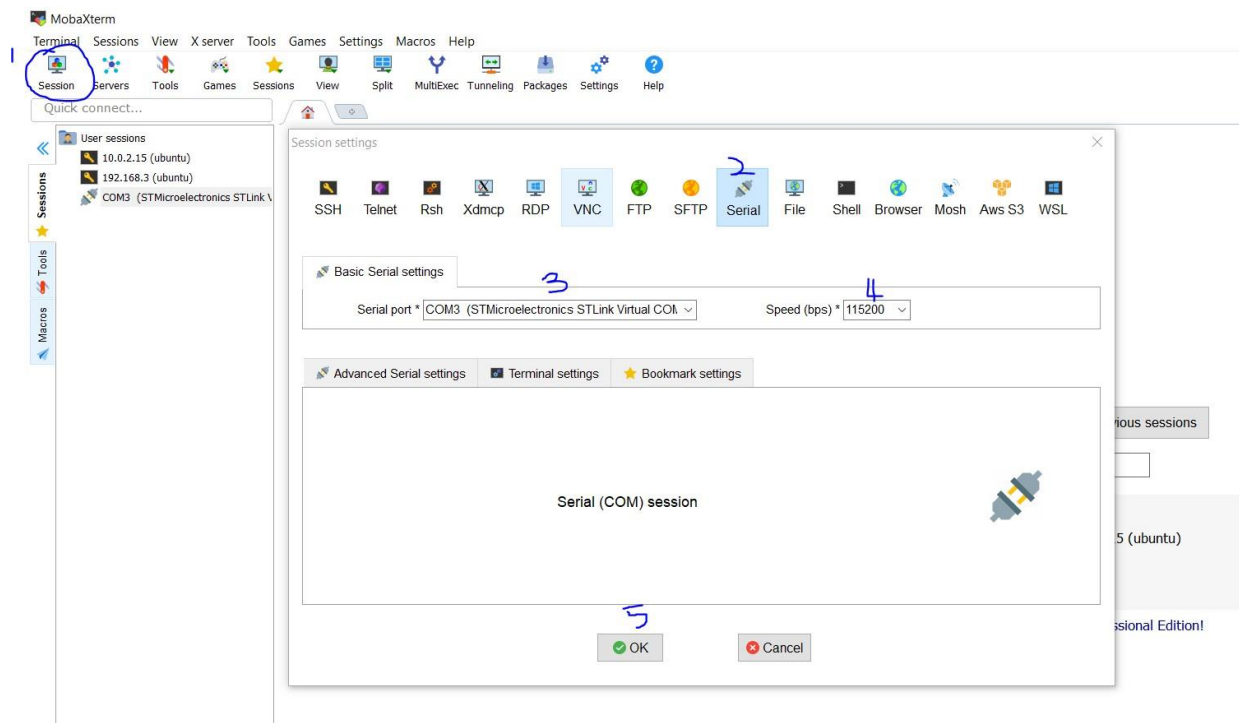 MobaXterm
Terminal Sessions View X server Tools Games Settings Macros Help
1
Session Servers Tools Games Sessions View Split MultiExec Tunneling Packages Settings Help
Quick connect...
User sessions
10.0.2.15 (ubuntu)
192.168.3 (ubuntu)
COM3 (STMicroelectronics STLink V
Sessions
Tools
Macros
Session settings
2
SSH Telnet Rsh Xdmcp RDP VNC FTP SFTP Serial File Shell Browser Mosh Aws S3 WSL
Basic Serial settings
3
4
Serial port * COM3 (STMicroelectronics STLink Virtual COM Speed (bps) * 115200
Advanced Serial settings Terminal settings Bookmark settings
Serial (COM) session
5
OK Cancel
vious sessions
.5 (ubuntu)
ssional Edition!